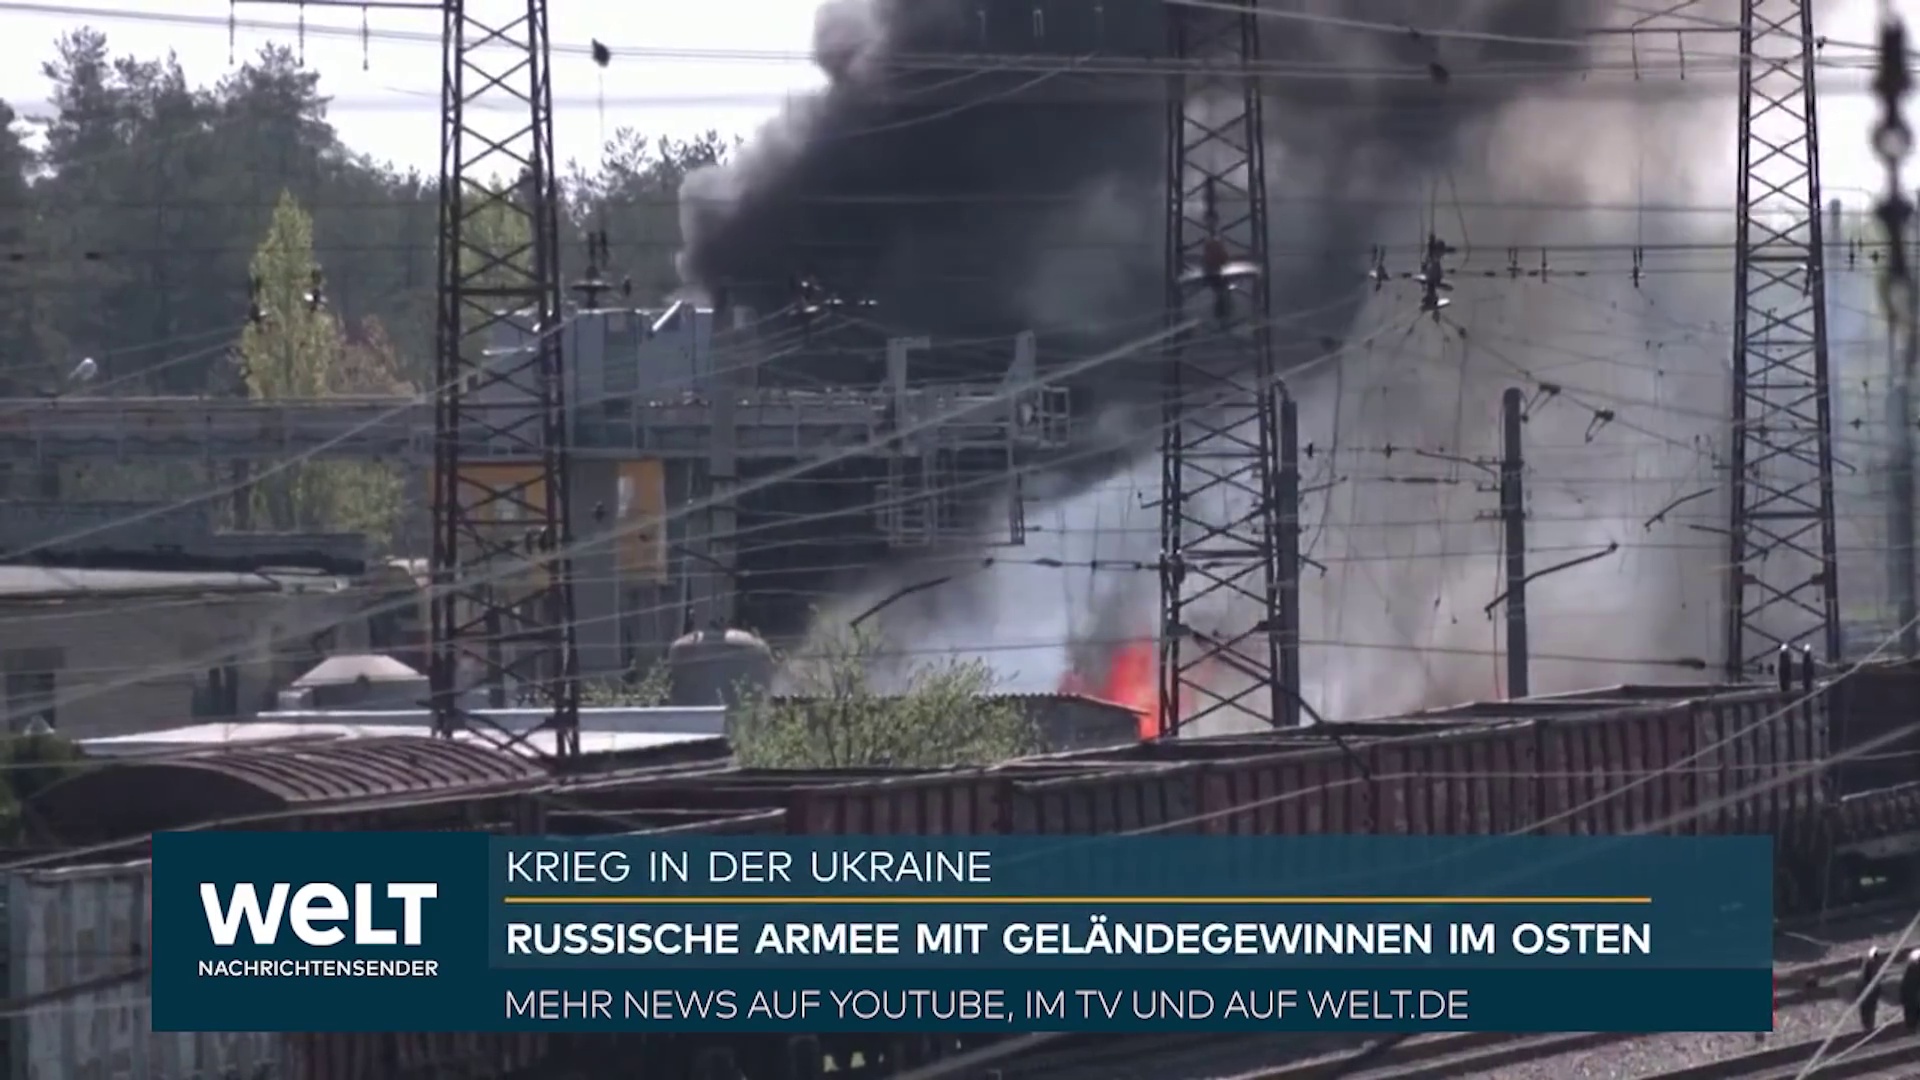 KRIEG IN DER UKRAINE
WELT
NACHRICHTENSENDER
RUSSISCHE ARMEE MIT GELÄNDEGEWINNEN IM OSTEN
MEHR NEWS AUF YOUTUBE, IM TV UND AUF WELT.DE